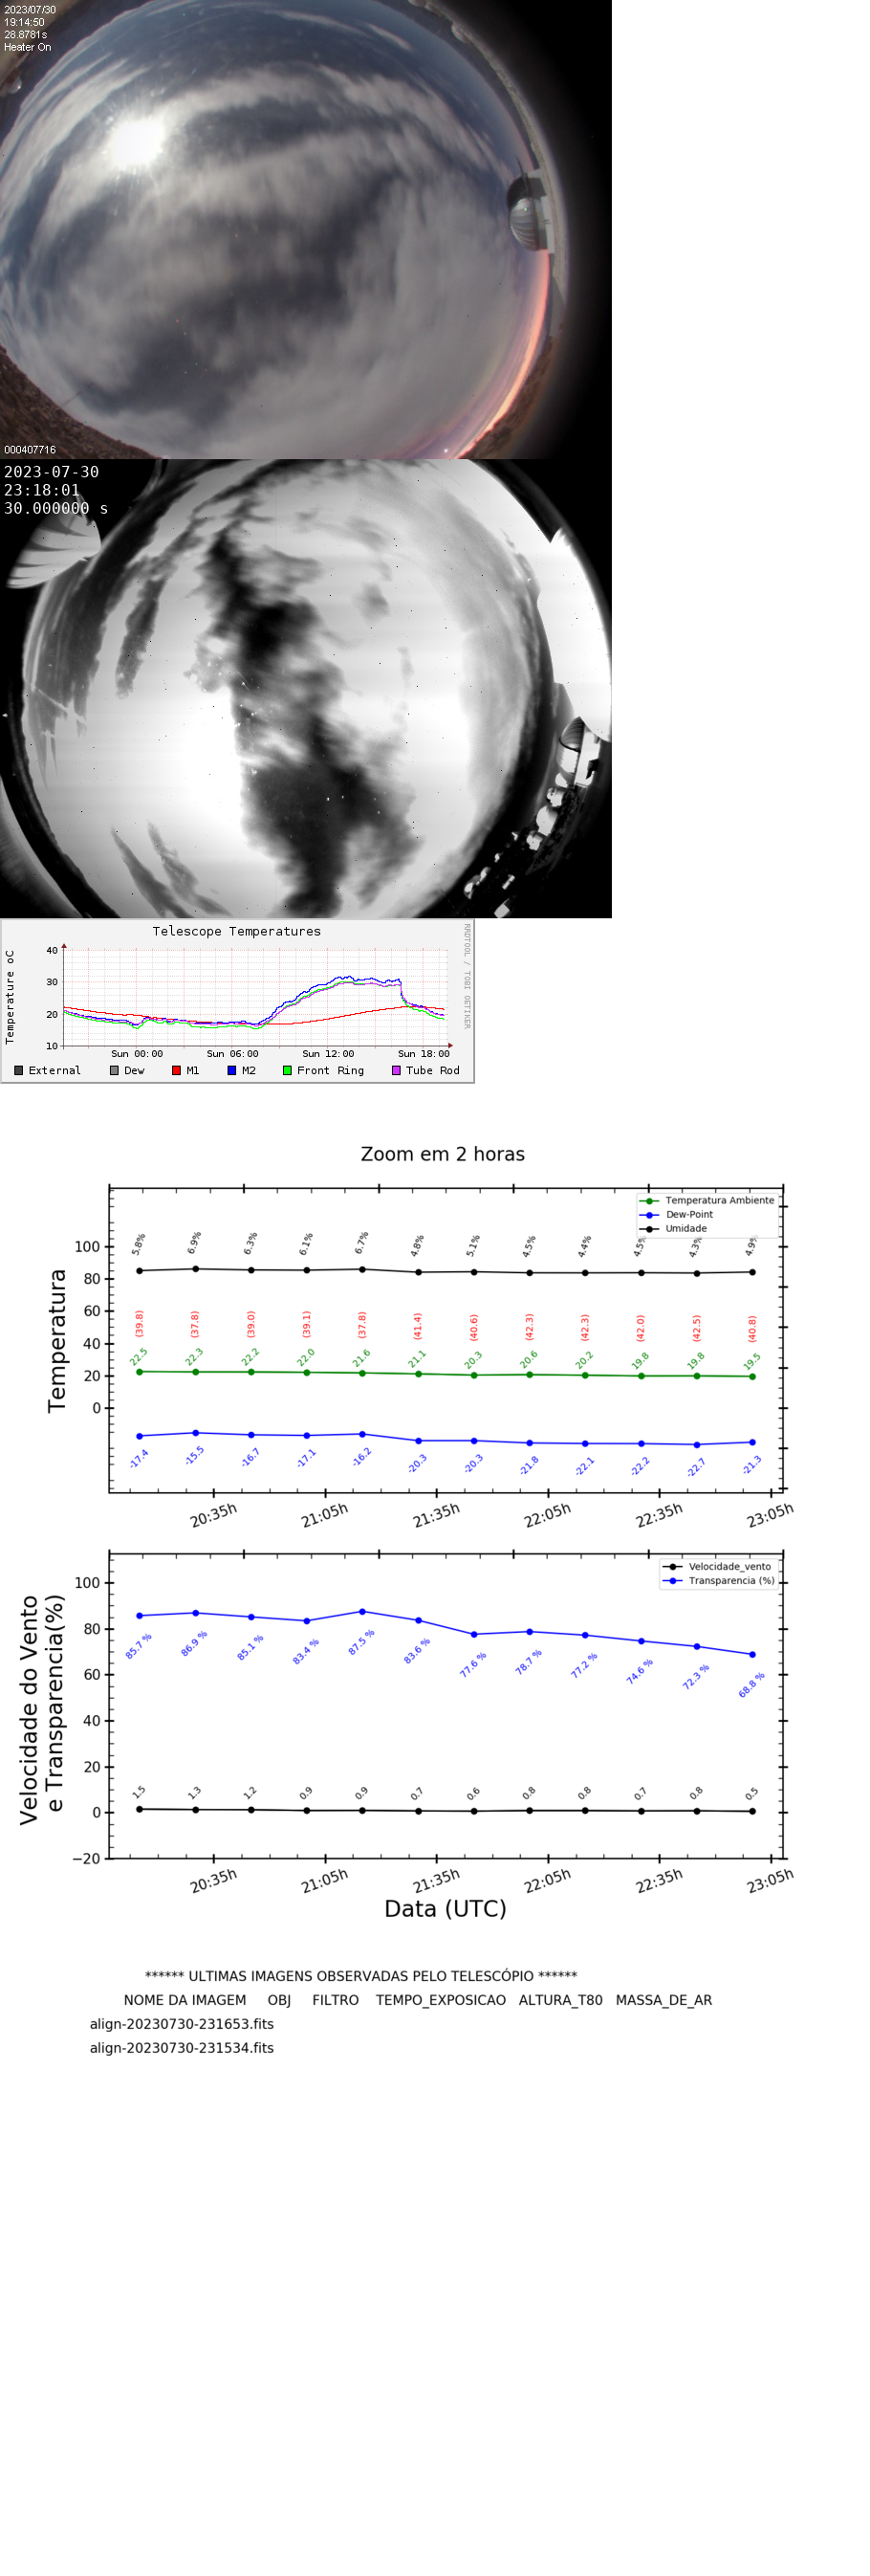 2023/07/30
19:14:50
28.8781s
Heater On
000407716
2023-07-30
23:18:01
30.000000 s
Telescope Temperatures
RRDTOOL / TOBI OETIKER
Temperature oC
40
30
20
10
Sun 00:00 Sun 06:00 Sun 12:00 Sun 18:00
External Dew M1 M2 Front Ring Tube Rod
Zoom em 2 horas
Temperatura Ambiente
Dew-Point
Umidade
Temperatura
100
80
60
40
20
0
5.8% 6.9% 6.3% 6.1% 6.7% 4.8% 5.1% 4.5% 4.4% 4.5% 4.3% 4.9%
(39.8) (37.8) (39.0) (39.1) (37.8) (41.4) (40.6) (42.3) (42.3) (42.0) (42.5) (40.8)
22.5 22.3 22.2 22.0 21.6 21.1 20.3 20.6 20.2 19.8 19.8 19.5
-17.4 -15.5 -16.7 -17.1 -16.2 -20.3 -20.3 -21.8 -22.1 -22.2 -22.7 -21.3
20:35h 21:05h 21:35h 22:05h 22:35h 23:05h
Velocidade_vento
Transparencia (%)
Velocidade do Vento
e Transparencia(%)
100
80
60
40
20
0
−20
85.7 % 86.9 % 85.1 % 83.4 % 87.5 % 83.6 % 77.6 % 78.7 % 77.2 % 74.6 % 72.3 % 68.8 %
1.5 1.3 1.2 0.9 0.9 0.7 0.6 0.8 0.8 0.7 0.8 0.5
20:35h 21:05h 21:35h 22:05h 22:35h 23:05h
Data (UTC)
****** ULTIMAS IMAGENS OBSERVADAS PELO TELESCÓPIO ******
NOME DA IMAGEM OBJ FILTRO TEMPO_EXPOSICAO ALTURA_T80 MASSA_DE_AR
align-20230730-231653.fits
align-20230730-231534.fits